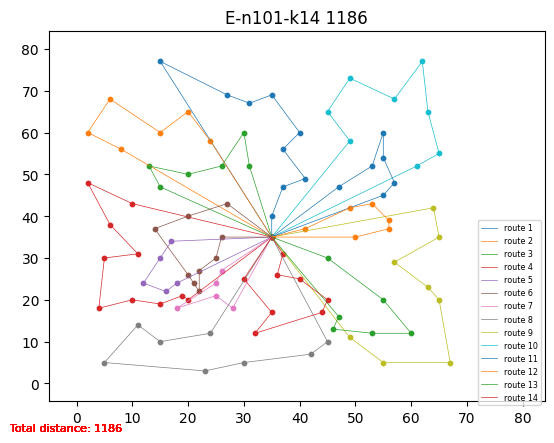 E-n101-k14 1186
80
70
60
50
40
30
20
10
0
route 1
route 2
route 3
route 4
route 5
route 6
route 7
route 8
route 9
route 10
route 11
route 12
route 13
route 14
0 10 20 30 40 50 60 70 80
Total distance: 1186